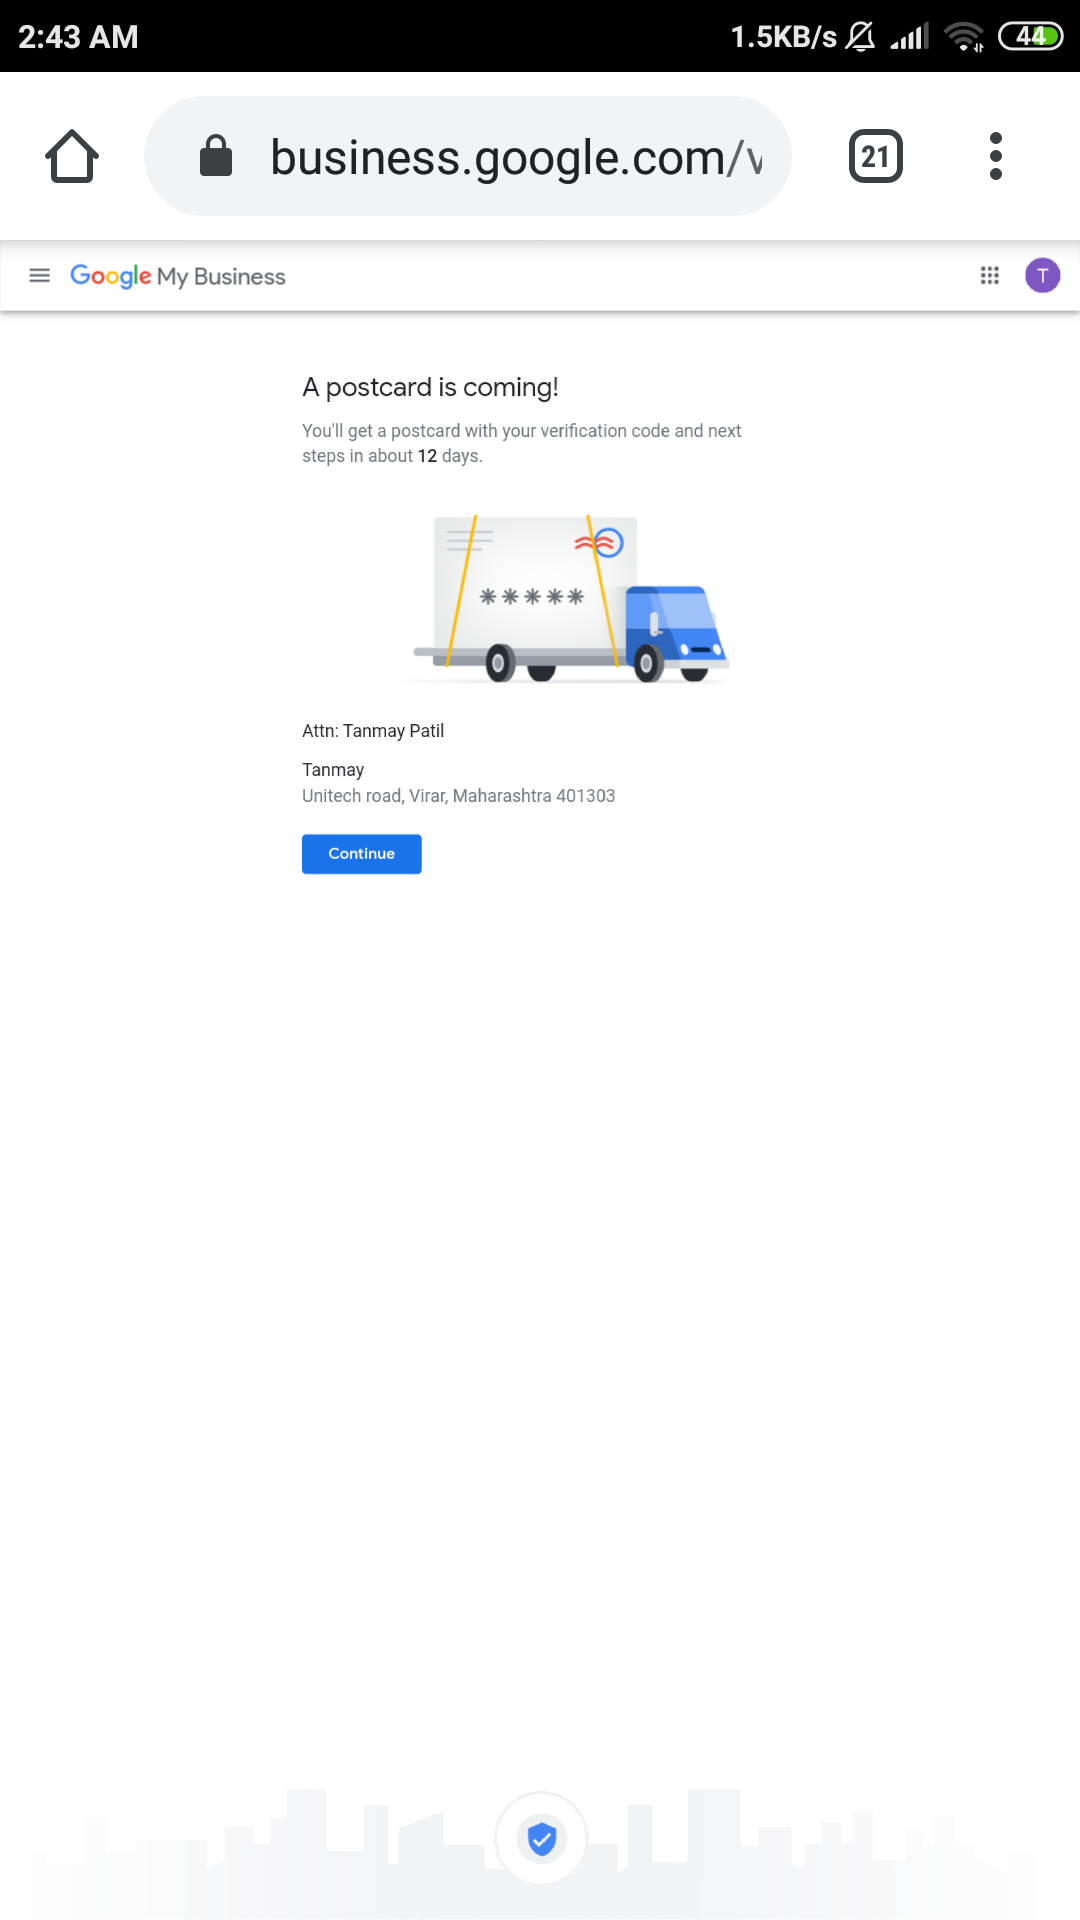 2:43 AM 1.5KB/s 44
business.google.com/v 21
Google My Business T
A postcard is coming!
You'll get a postcard with your verification code and next
steps in about 12 days.
*****
Attn: Tanmay Patil
Tanmay
Unitech road, Virar, Maharashtra 401303
Continue